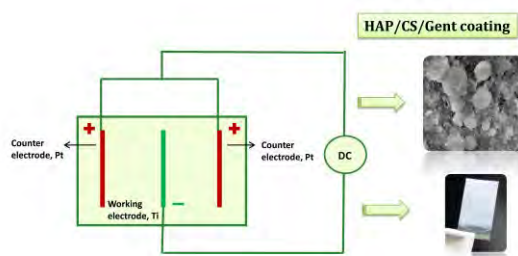 HAP/CS/Gent coating
+
+
Counter
electrode, Pt
Counter
electrode, Pt
DC
Working
electrode, Ti
−